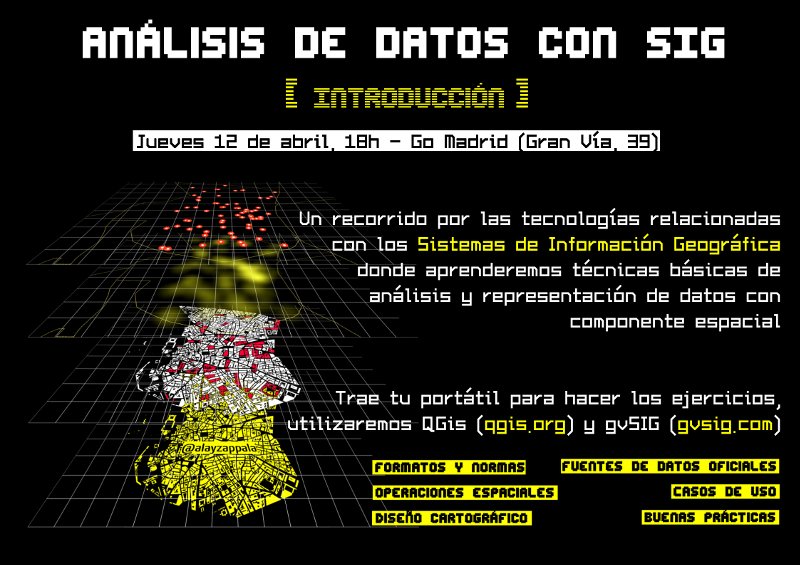 ANÁLISIS DE DATOS CON SIG
[ INTRODUCCIÓN ]
Jueves 12 de abril, 18h - Go Madrid (Gran Vía, 39)
Un recorrido por las tecnologías relacionadas
con los Sistemas de Información Geográfica
donde aprenderemos técnicas básicas de
análisis y representación de datos con
componente espacial
Trae tu portátil para hacer los ejercicios,
utilizaremos QGis (qgis.org) y gvSIG (gvsig.com)
@alayzappala
FORMATOS Y NORMAS
FUENTES DE DATOS OFICIALES
OPERACIONES ESPACIALES
CASOS DE USO
DISEÑO CARTOGRÁFICO
BUENAS PRÁCTICAS